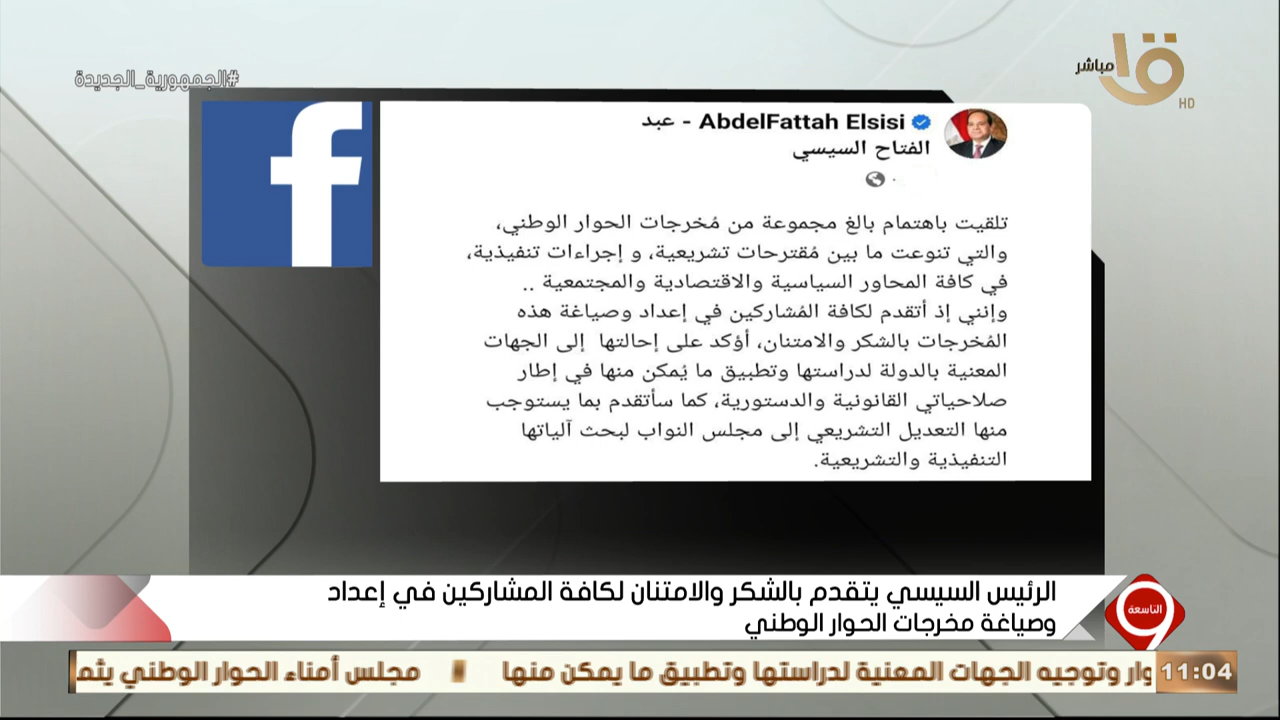 #الجمهورية_الجديدة
مباشر
HD
AbdelFattah Elsisi - عبد
الفتاح السيسي
تلقيت باهتمام بالغ مجموعة من مُخرجات الحوار الوطني،
والتي تنوعت ما بين مُقترحات تشريعية، و إجراءات تنفيذية،
في كافة المحاور السياسية والاقتصادية والمجتمعية ..
وإنني إذ أتقدم لكافة المُشاركين في إعداد وصياغة هذه
المُخرجات بالشكر والامتنان، أؤكد على إحالتها إلى الجهات
المعنية بالدولة لدراستها وتطبيق ما يُمكن منها في إطار
صلاحياتي القانونية والدستورية، كما سأتقدم بما يستوجب
منها التعديل التشريعي إلى مجلس النواب لبحث آلياتها
التنفيذية والتشريعية.
الرئيس السيسي يتقدم بالشكر والامتنان لكافة المشاركين في إعداد
وصياغة مخرجات الحوار الوطني
التاسعة
9
11:04
وار وتوجيه الجهات المعنية لدراستها وتطبيق ما يمكن منها مجلس أمناء الحوار الوطني يثم